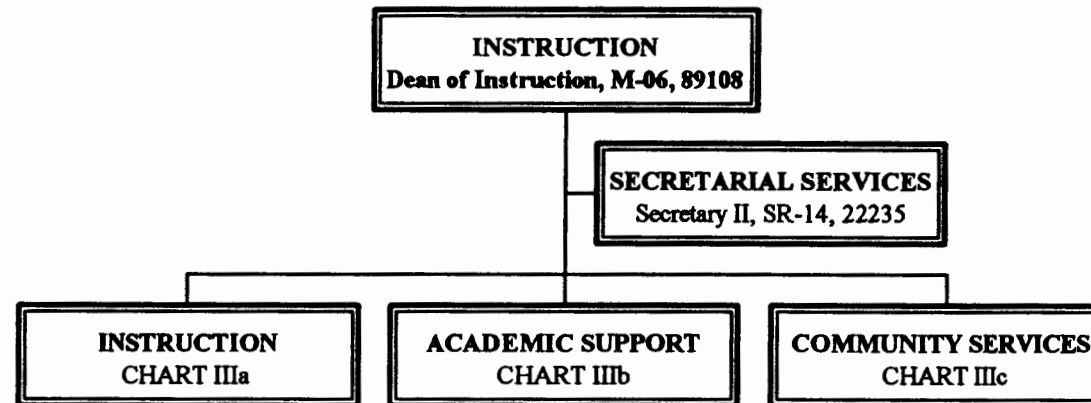 INSTRUCTION
Dean of Instruction, M-06, 89108
SECRETARIAL SERVICES
Secretary II, SR-14, 22235
INSTRUCTION
CHART IIIa
ACADEMIC SUPPORT
CHART IIIb
COMMUNITY SERVICES
CHART IIIc